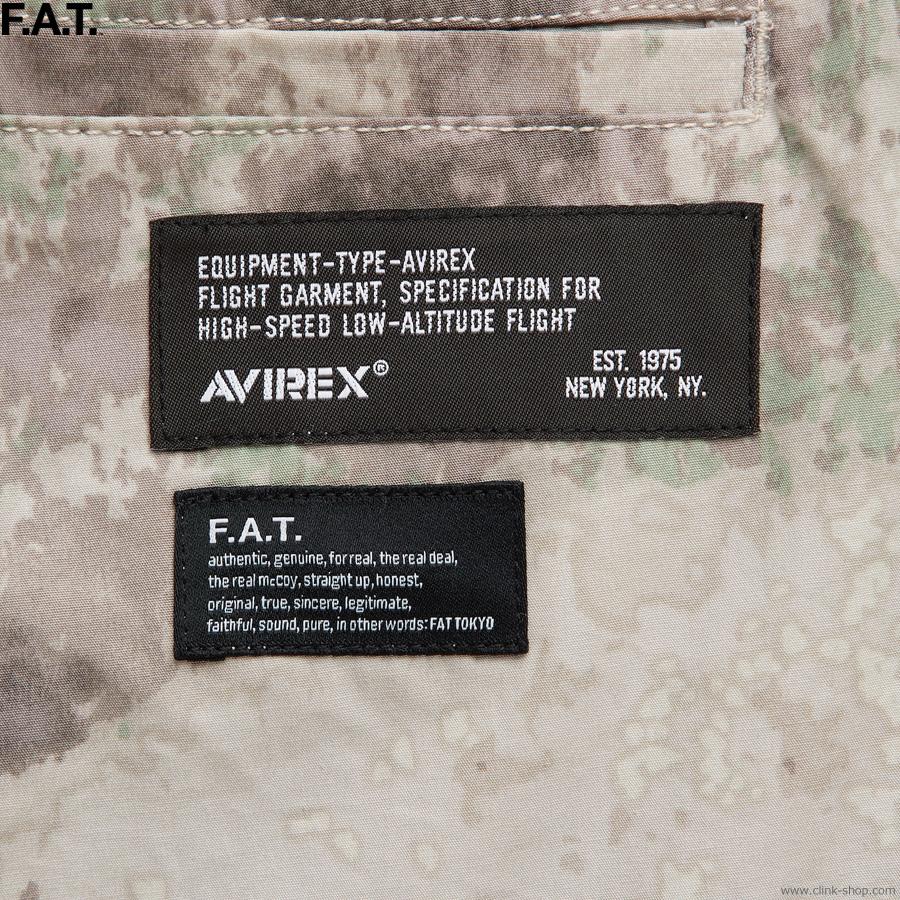 F.A.T.
EQUIPMENT-TYPE-AVIREX
FLIGHT GARMENT, SPECIFICATION FOR
HIGH-SPEED LOW-ALTITUDE FLIGHT
AVIREX®
EST. 1975
NEW YORK, NY.
F.A.T.
authentic, genuine, for real, the real deal,
the real mccoy, straight up, honest,
original, true, sincere, legitimate,
faithful, sound, pure, in other words: FAT TOKYO
www.clink-shop.com